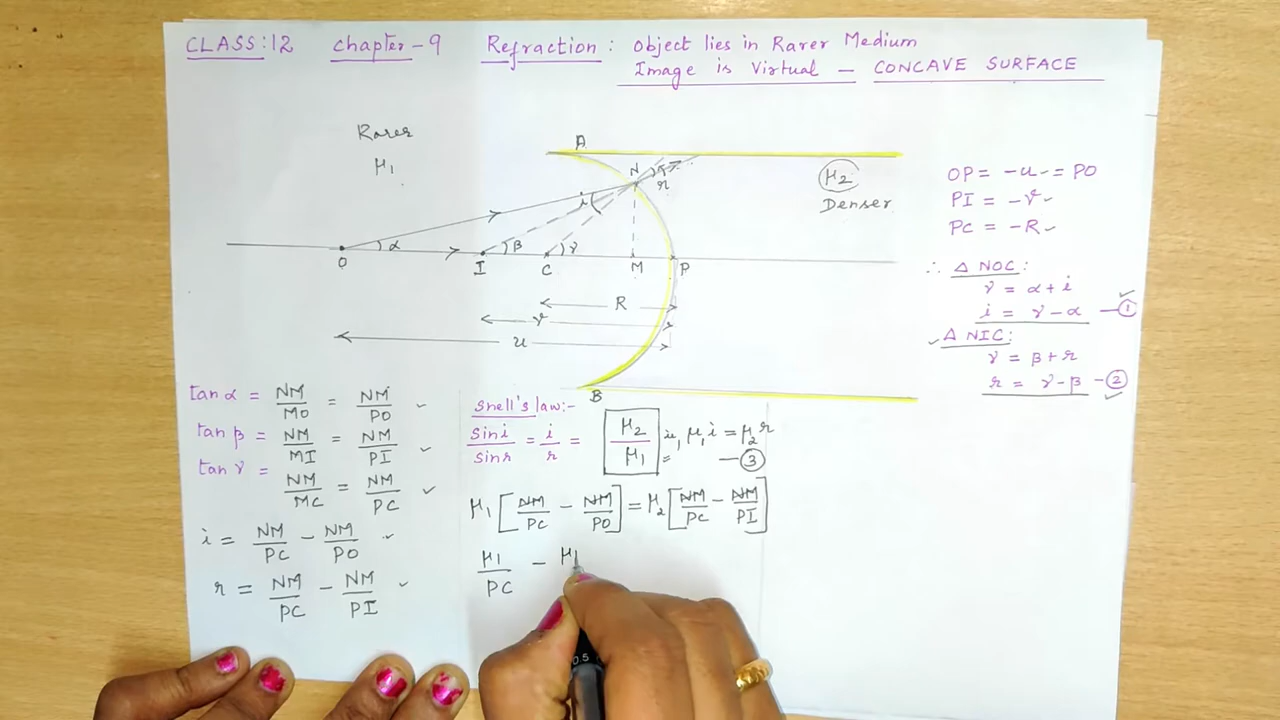 CLASS:12 chapter-9 Refraction: Object lies in Rarer Medium
Image is Virtual – CONCAVE SURFACE
Rarer
μ1
A
N
r
i
μ2
Denser
α
β
γ
O
I
C
M
P
R
v
u
B
OP = -u = PO
PI = -v
PC = -R
∴ Δ NOC:
γ = α + i
i = γ - α —①
Δ NIC:
γ = β + r
r = γ - β —②
tan α = NM/MO = NM/PO
tan β = NM/MI = NM/PI
tan γ = NM/MC = NM/PC
i = NM/PC - NM/PO
r = NM/PC - NM/PI
Snell's law:-
sin i/sin r = i/r = μ2/μ1 ie, μ1 i = μ2 r
—③
μ1 [NM/PC - NM/PO] = μ2 [NM/PC - NM/PI]
μ1/PC - μ1
0.5